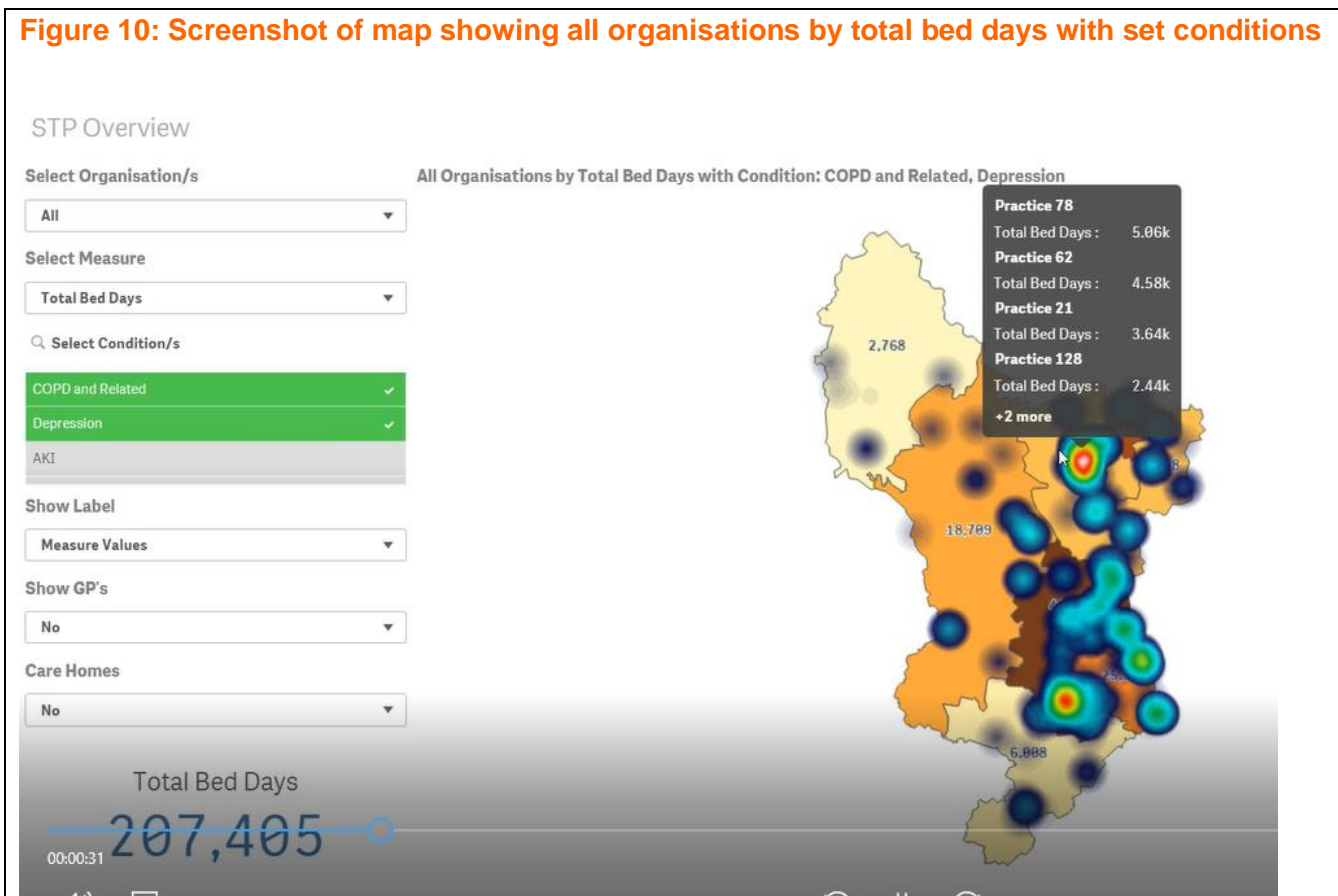 Figure 10: Screenshot of map showing all organisations by total bed days with set conditions
STP Overview
Select Organisation/s
All
Select Measure
Total Bed Days
Select Condition/s
COPD and Related
Depression
AKI
Show Label
Measure Values
Show GP's
No
Care Homes
No
Total Bed Days
207,405
00:00:31
All Organisations by Total Bed Days with Condition: COPD and Related, Depression
Practice 78
Total Bed Days : 5.06k
Practice 62
Total Bed Days : 4.58k
Practice 21
Total Bed Days : 3.64k
Practice 128
Total Bed Days : 2.44k
+2 more
2,768
18,709
6,008